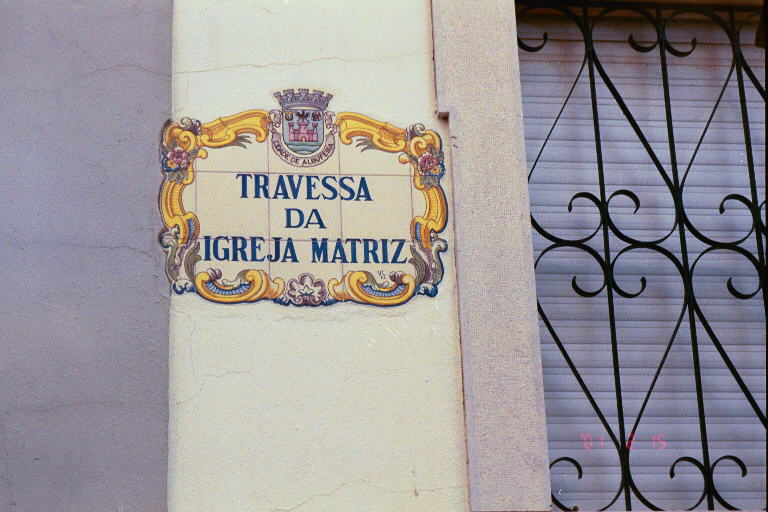 CIDADE DE ALBUFEIRA
TRAVESSA
DA
IGREJA MATRIZ